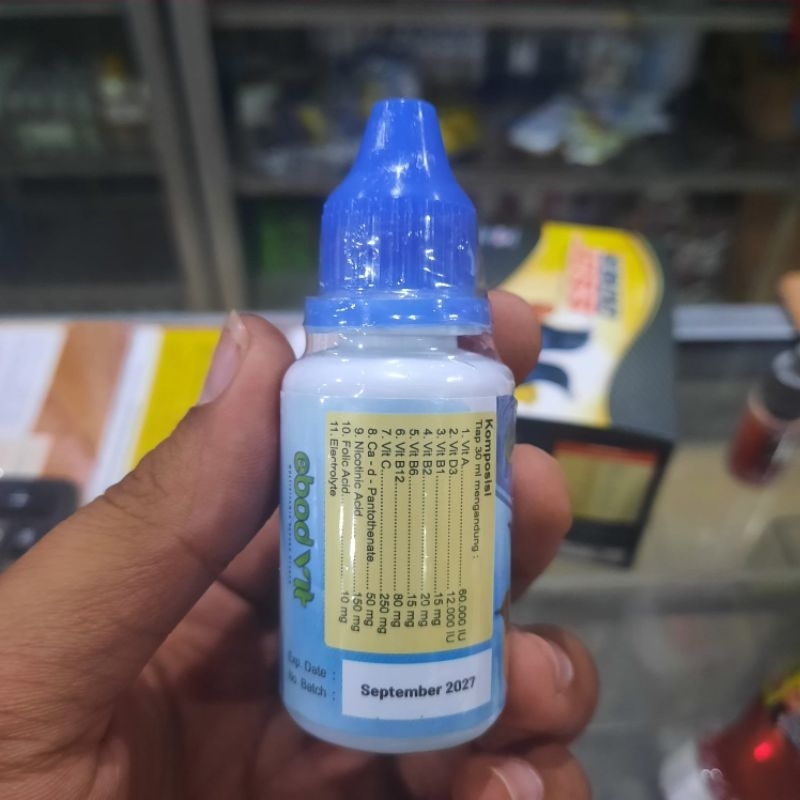 Komposisi
Tiap 30 ml mengandung :
1. Vit A............60.000 IU
2. Vit D3............12.000 IU
3. Vit B1............15 mg
4. Vit B2............20 mg
5. Vit B6............15 mg
6. Vit B12............80 mg
7. Vit C............250 mg
8. Ca - d - Pantothenate......50 mg
9. Nicotinic Acid............150 mg
10. Folic Acid............10 mg
11. Electrolyte
ebod vit
Exp. Date :
No. Batch :
September 2027